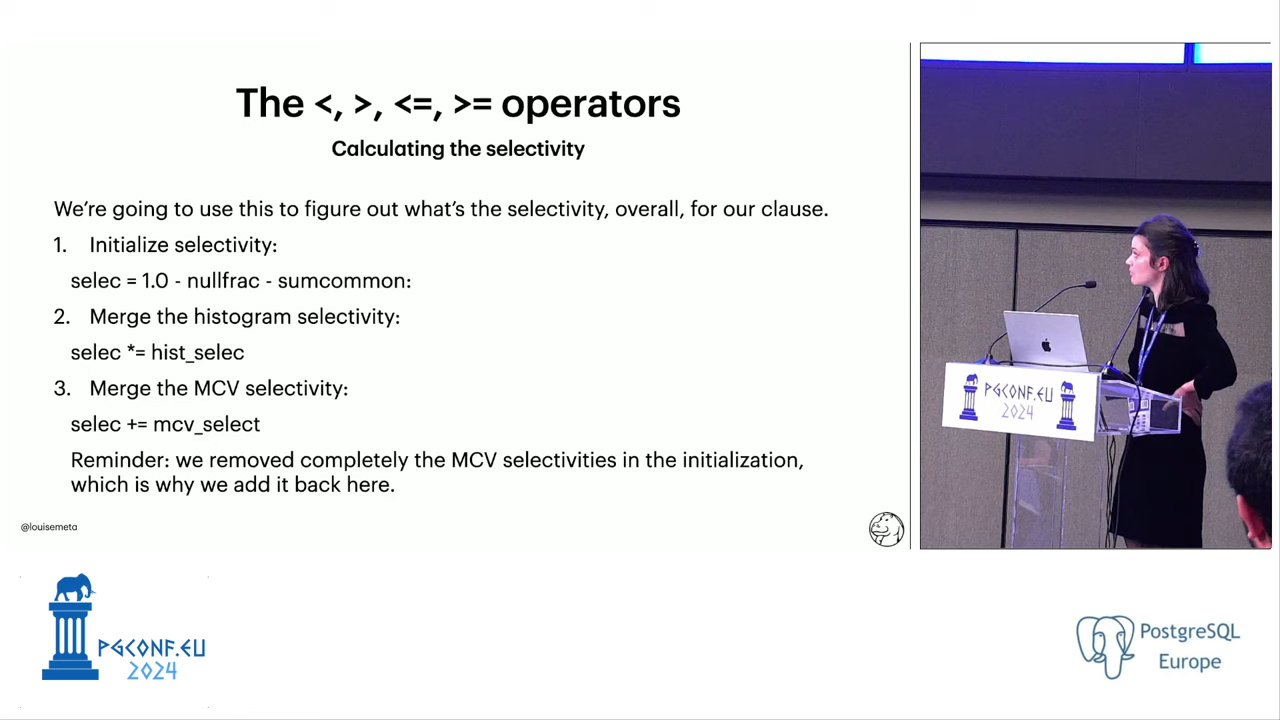 The <, >, <=, >= operators
Calculating the selectivity
We're going to use this to figure out what's the selectivity, overall, for our clause.
1. Initialize selectivity:
selec = 1.0 - nullfrac - sumcommon:
2. Merge the histogram selectivity:
selec *= hist_selec
3. Merge the MCV selectivity:
selec += mcv_select
Reminder: we removed completely the MCV selectivities in the initialization,
which is why we add it back here.
@louisemeta
PGCONF.EU
2024
PGCONF.EU
2024
PostgreSQL
Europe